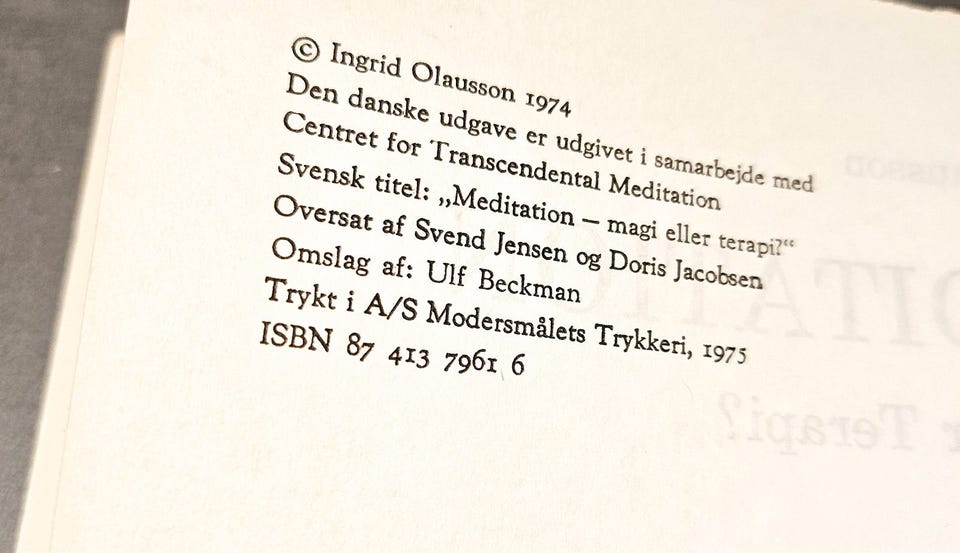 © Ingrid Olausson 1974
Den danske udgave er udgivet i samarbejde med
Centret for Transcendental Meditation
Svensk titel: „Meditation – magi eller terapi?“
Oversat af Svend Jensen og Doris Jacobsen
Omslag af: Ulf Beckman
Trykt i A/S Modersmålets Trykkeri, 1975
ISBN 87 413 7961 6
Terapi?